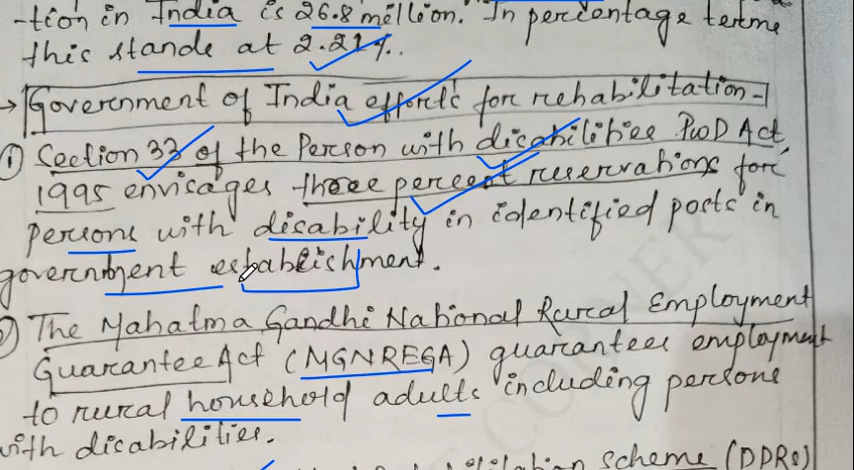 -tion in India is 26.8 million. In percentage terms
this stands at 2.21%.
→ Government of India efforts for rehabilitation -
① Section 33 of the Person with disabilities PwD Act,
1995 envisages three percent reservations for
persons with disability in identified posts in
government establishment.
The Mahatma Gandhi National Rural Employment
Guarantee Act (MGNREGA) guarantees employment
to rural household adults including persons
with disabilities.
scheme (DDRS)